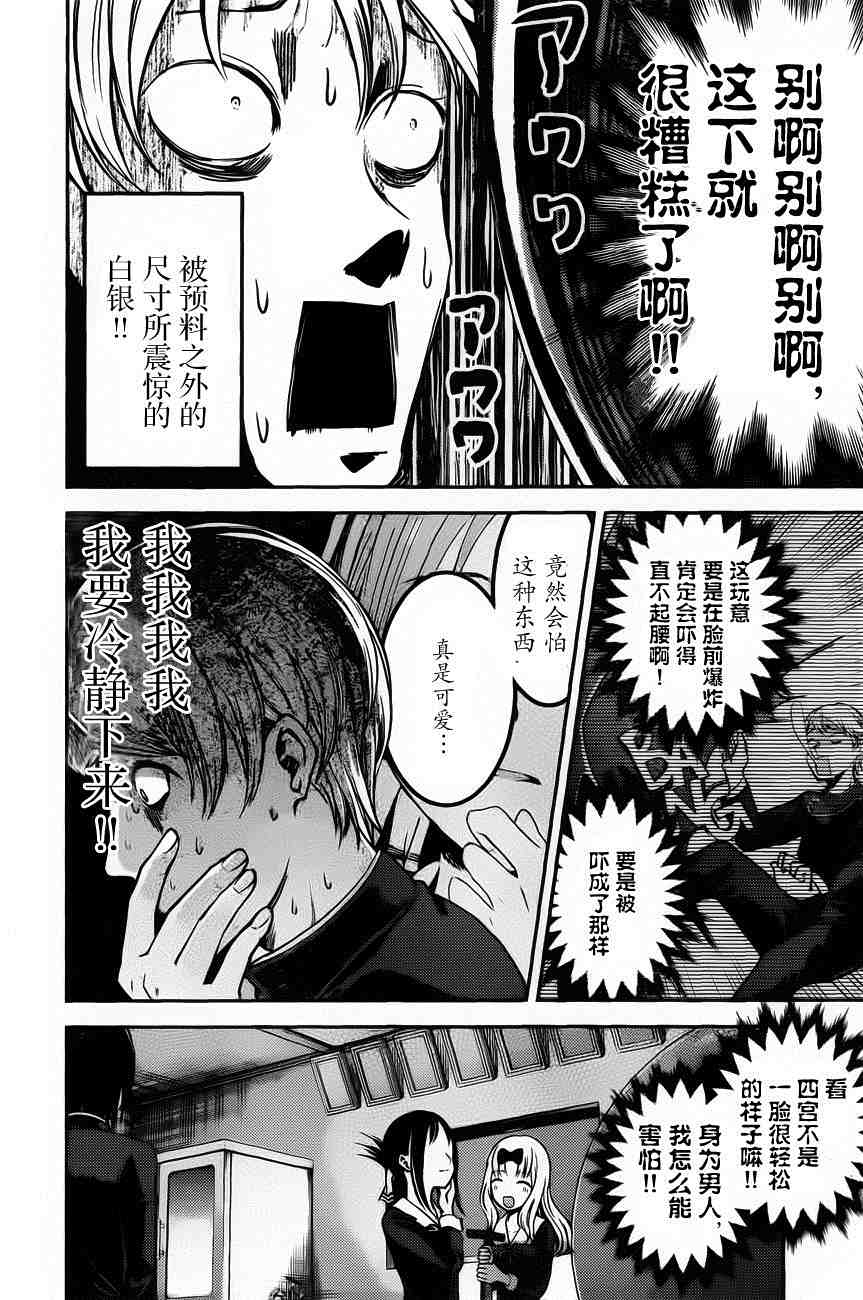 别啊别啊别啊,
这下就
很糟糕了啊!!
アワワ
アワワ
被预料之外的
尺寸所震惊的
白银!!
这玩意
要是在脸前爆炸
肯定会吓得
直不起腰啊!
要是被
吓成了那样
竟然会怕
这种东西
真是可爱…
我我我我
我要冷静下来!!
看
四宫不是
一脸很轻松
的样子嘛!!
身为男人,
我怎么能
害怕!!